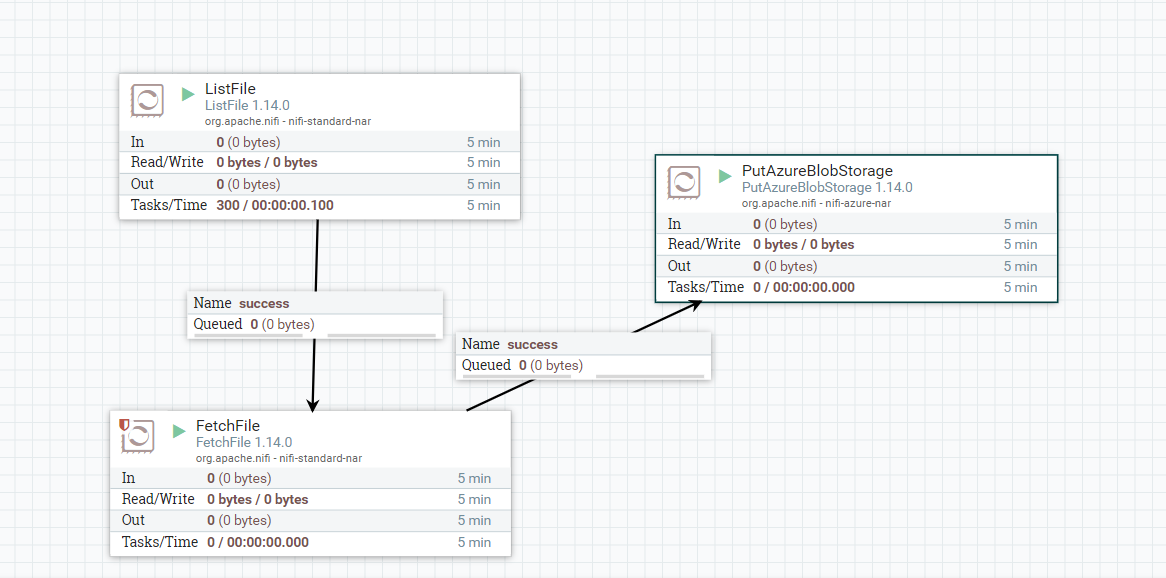 ListFile
ListFile 1.14.0
org.apache.nifi - nifi-standard-nar
In 0 (0 bytes) 5 min
Read/Write 0 bytes / 0 bytes 5 min
Out 0 (0 bytes) 5 min
Tasks/Time 300 / 00:00:00.100 5 min
PutAzureBlobStorage
PutAzureBlobStorage 1.14.0
org.apache.nifi - nifi-azure-nar
In 0 (0 bytes) 5 min
Read/Write 0 bytes / 0 bytes 5 min
Out 0 (0 bytes) 5 min
Tasks/Time 0 / 00:00:00.000 5 min
Name success
Queued 0 (0 bytes)
Name success
Queued 0 (0 bytes)
FetchFile
FetchFile 1.14.0
org.apache.nifi - nifi-standard-nar
In 0 (0 bytes) 5 min
Read/Write 0 bytes / 0 bytes 5 min
Out 0 (0 bytes) 5 min
Tasks/Time 0 / 00:00:00.000 5 min